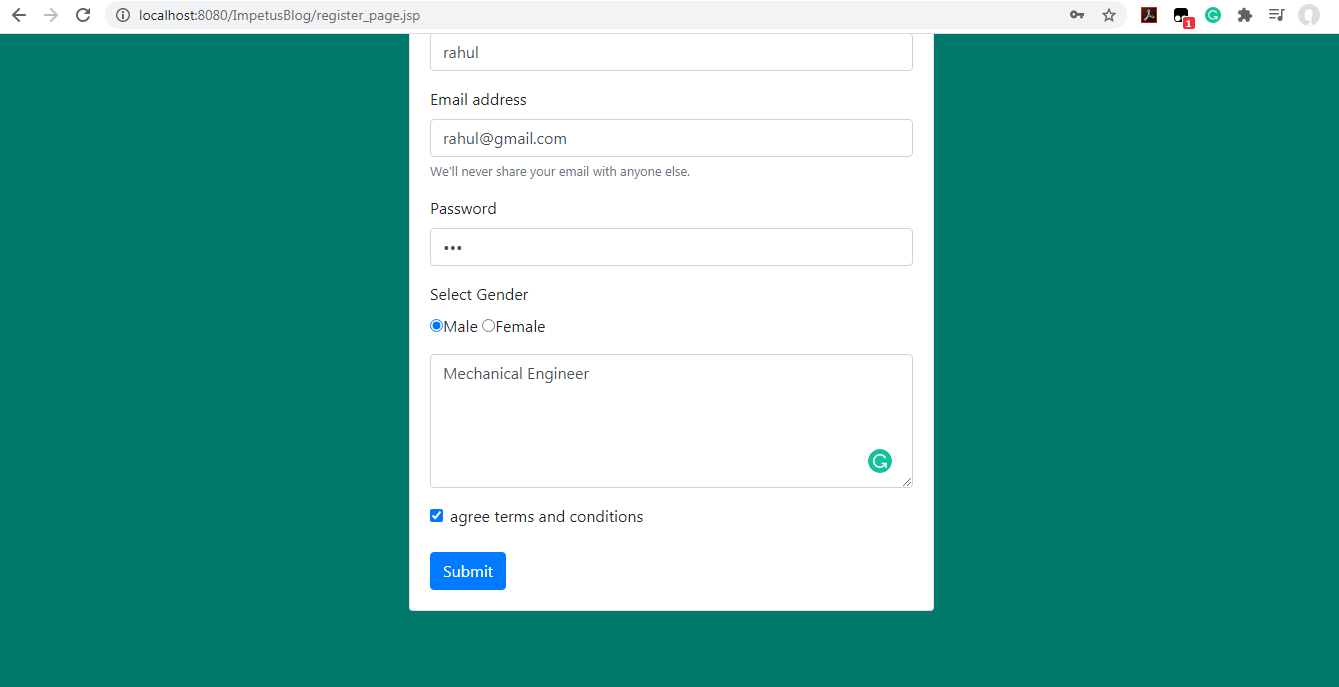 localhost:8080/ImpetusBlog/register_page.jsp
1
rahul
Email address
rahul@gmail.com
We'll never share your email with anyone else.
Password
•••
Select Gender
Male Female
Mechanical Engineer
agree terms and conditions
Submit